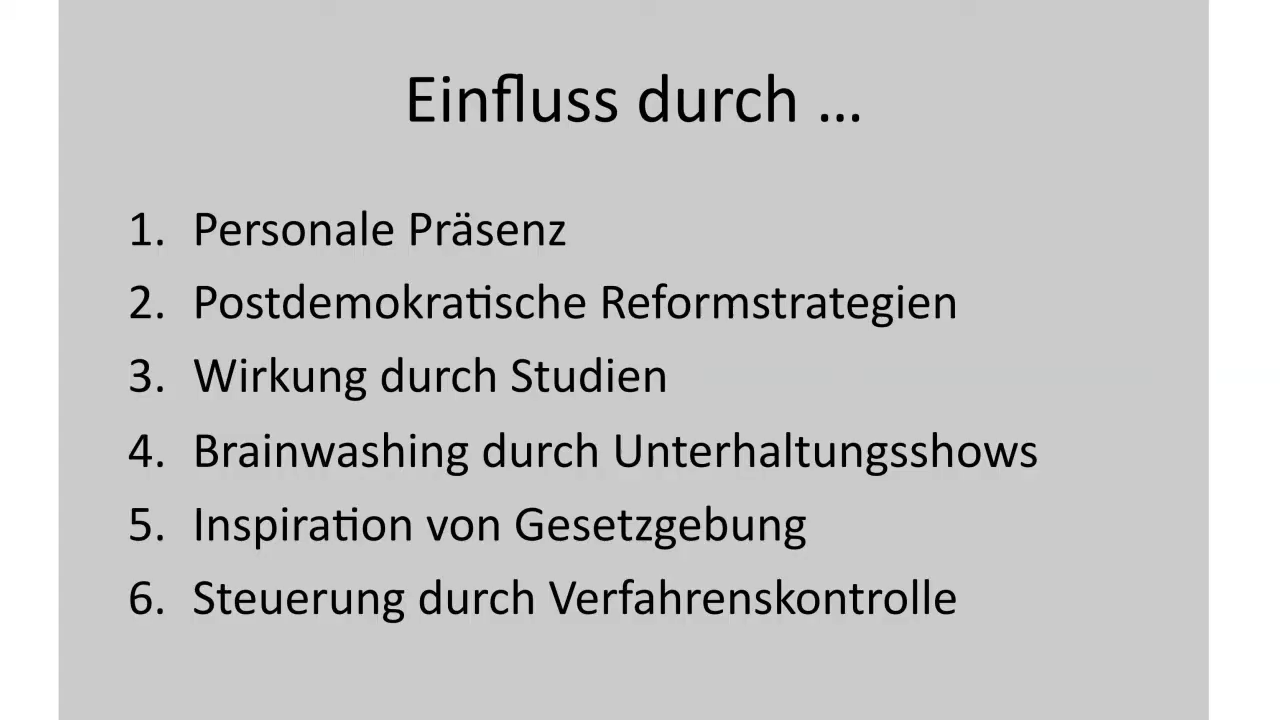 Einfluss durch ...
1. Personale Präsenz
2. Postdemokratische Reformstrategien
3. Wirkung durch Studien
4. Brainwashing durch Unterhaltungsshows
5. Inspiration von Gesetzgebung
6. Steuerung durch Verfahrenskontrolle